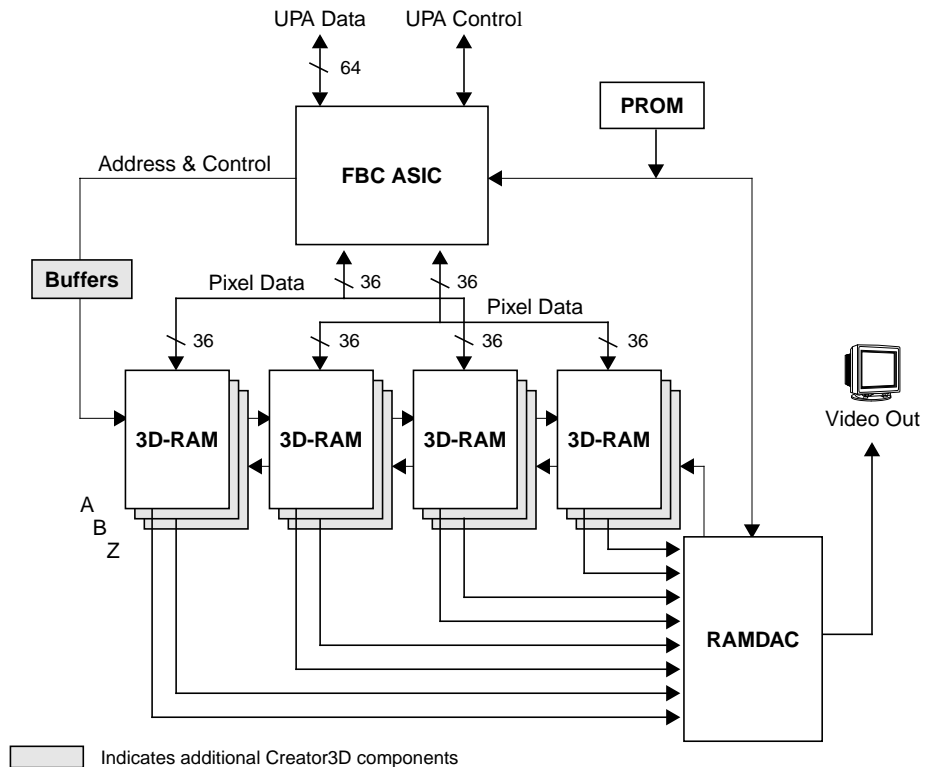 UPA Data
UPA Control
64
PROM
Address & Control
FBC ASIC
Buffers
36
36
Pixel Data
Pixel Data
36
36
36
36
3D-RAM
3D-RAM
3D-RAM
3D-RAM
Video Out
A
B
Z
RAMDAC
Indicates additional Creator3D components